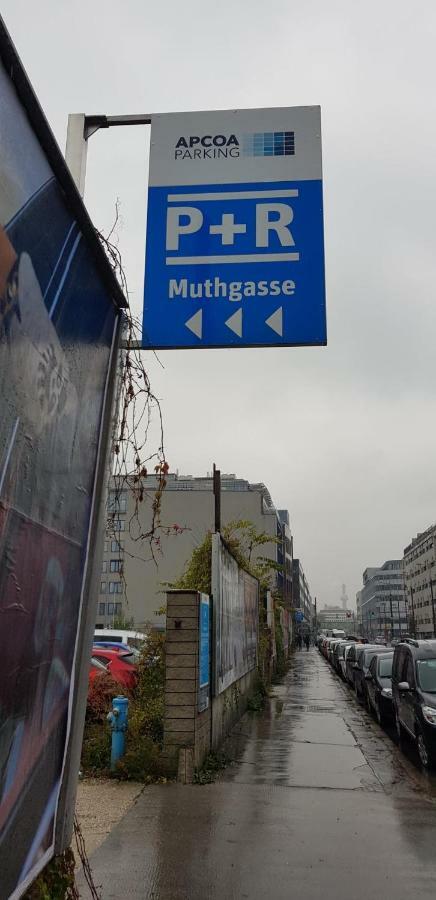 APCOA
PARKING
P+R
Muthgasse